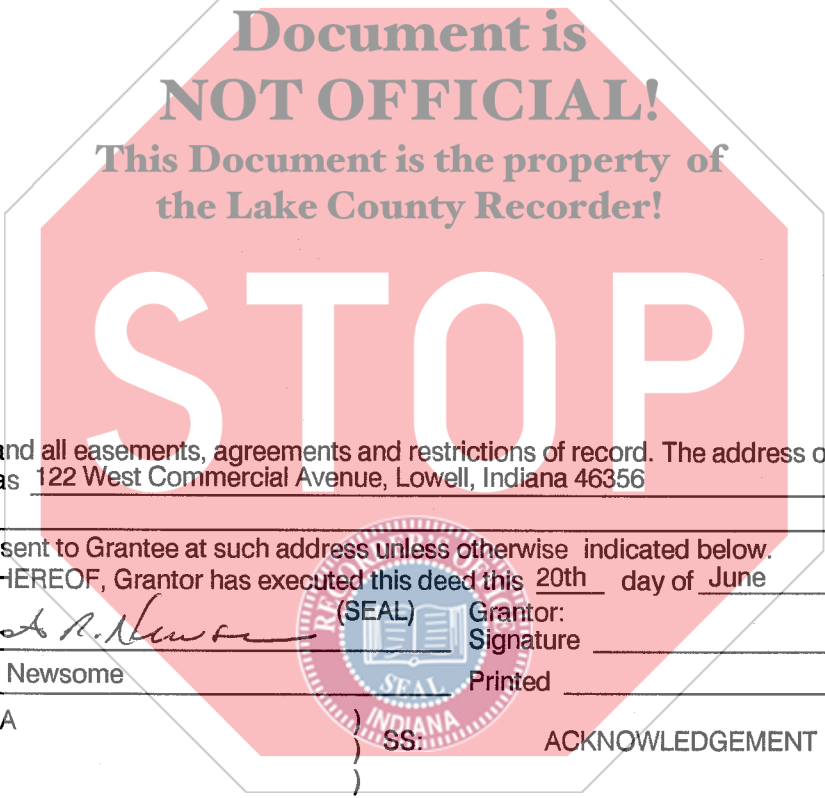 Document is
NOT OFFICIAL!
This Document is the property of
the Lake County Recorder!
STOP
and all easements, agreements and restrictions of record. The address o
as 122 West Commercial Avenue, Lowell, Indiana 46356
sent to Grantee at such address unless otherwise indicated below.
HEREOF, Grantor has executed this deed this 20th day of June
(SEAL) Grantor:
R. Newsome Signature
Newsome Printed
A ) SS: ACKNOWLEDGEMENT
)
)
RECORDER'S OFFICE
SEAL
INDIANA